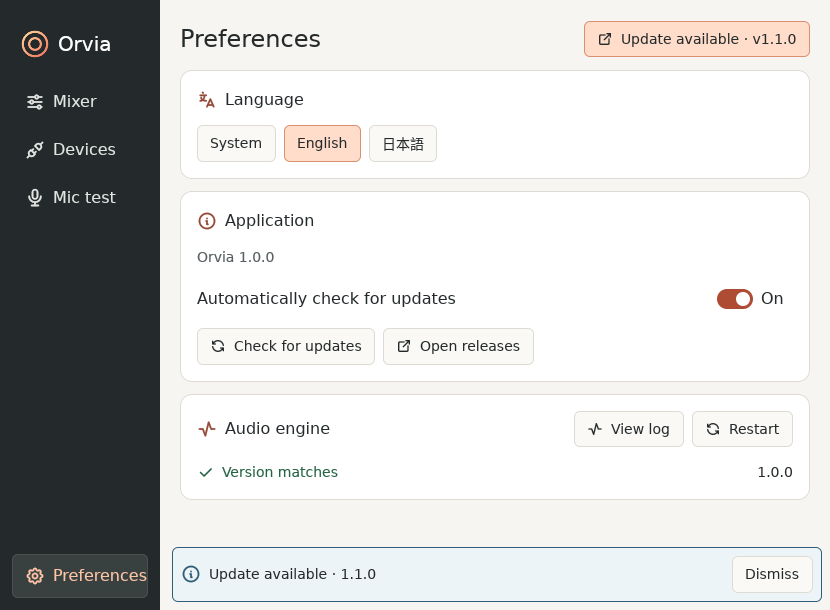 Orvia
Mixer
Devices
Mic test
Preferences
Preferences
Update available · v1.1.0
Language
System
English
日本語
Application
Orvia 1.0.0
Automatically check for updates
On
Check for updates
Open releases
Audio engine
View log
Restart
Version matches
1.0.0
Update available · 1.1.0
Dismiss